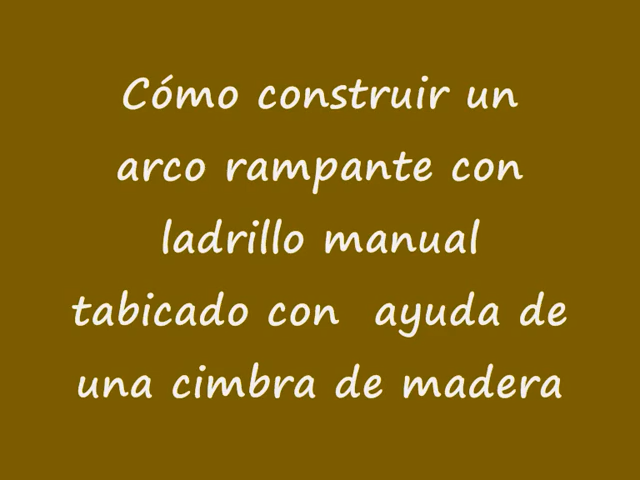 Cómo construir un
arco rampante con
ladrillo manual
tabicado con  ayuda de
una cimbra de madera